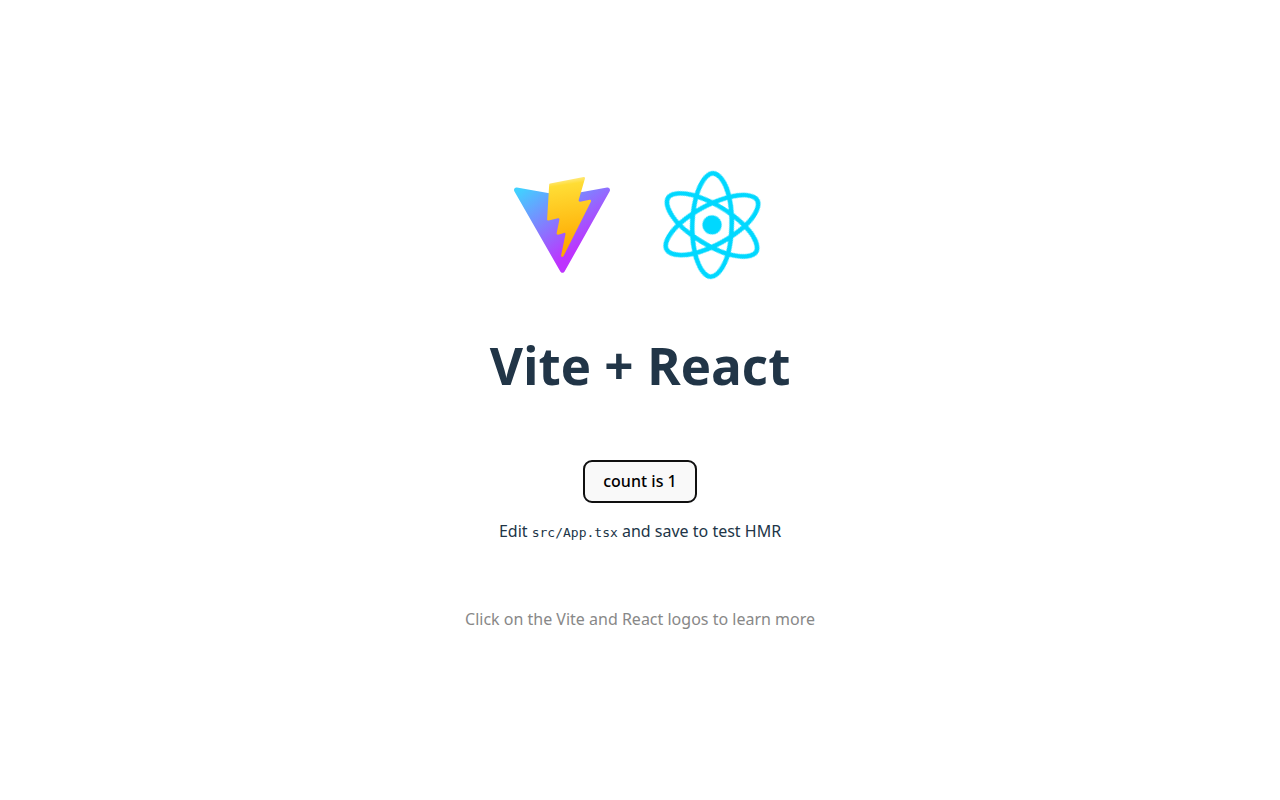 Vite + React
count is 1
Edit src/App.tsx and save to test HMR
Click on the Vite and React logos to learn more